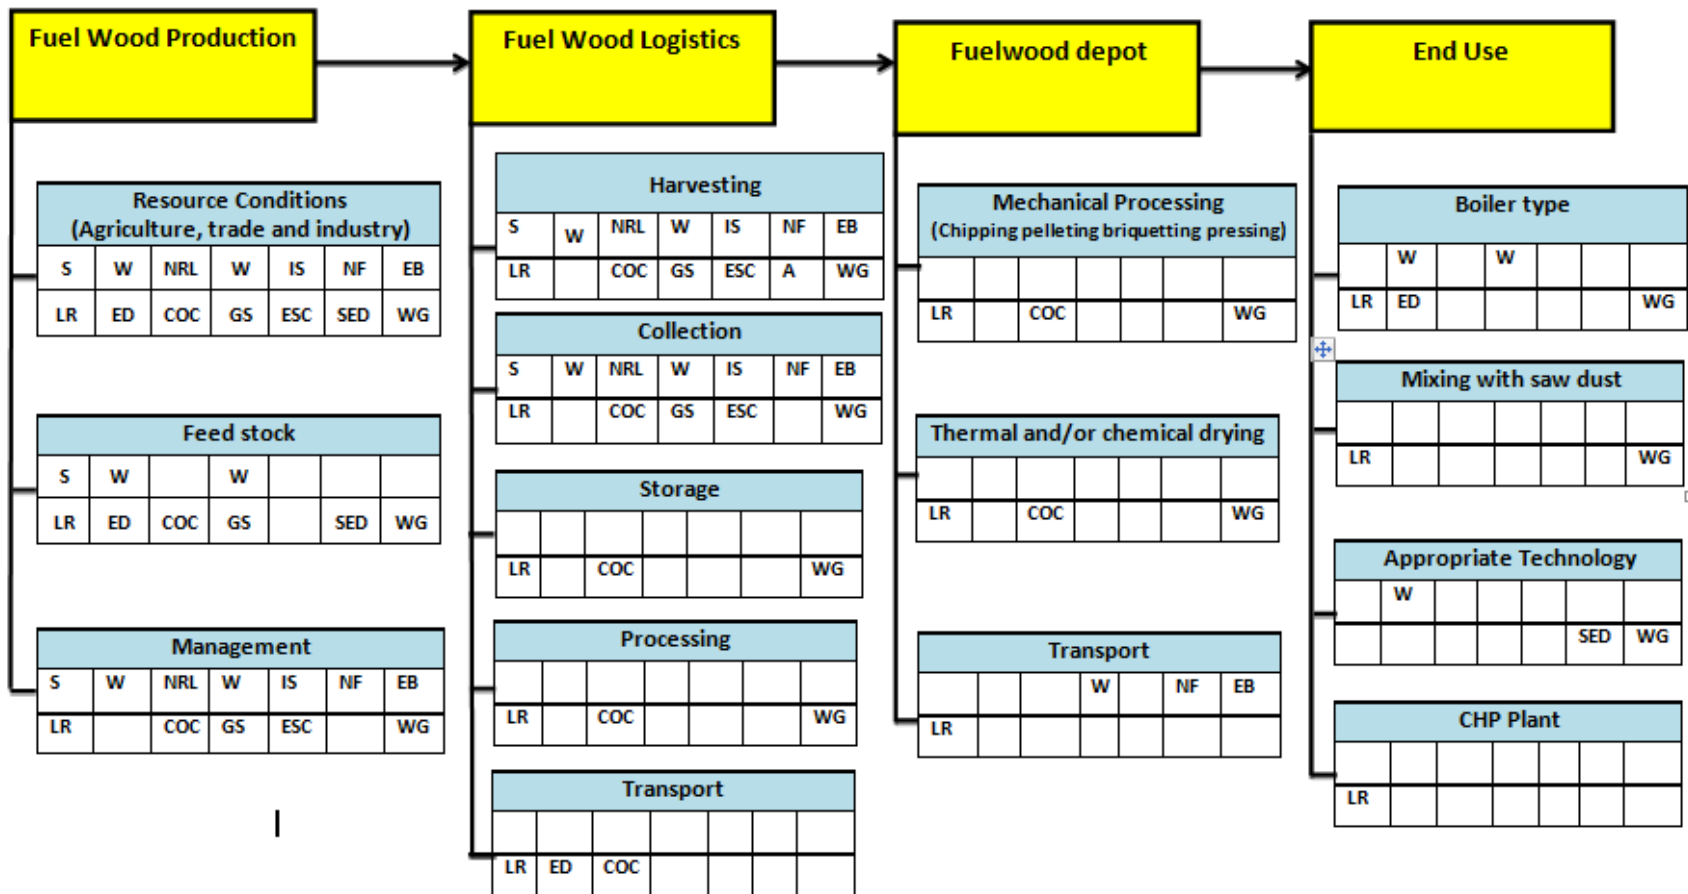 Fuel Wood Production
Resource Conditions
(Agriculture, trade and industry)
S W NRL W IS NF EB
LR ED COC GS ESC SED WG
Feed stock
S W W
LR ED COC GS SED WG
Management
S W NRL W IS NF EB
LR COC GS ESC WG
Fuel Wood Logistics
Harvesting
S W NRL W IS NF EB
LR COC GS ESC A WG
Collection
S W NRL W IS NF EB
LR COC GS ESC WG
Storage
LR COC WG
Processing
LR COC WG
Transport
LR ED COC
Fuelwood depot
Mechanical Processing
(Chipping pelleting briquetting pressing)
LR COC WG
Thermal and/or chemical drying
LR COC WG
Transport
W NF EB
LR
End Use
Boiler type
W W
LR ED WG
Mixing with saw dust
LR WG
Appropriate Technology
W
SED WG
CHP Plant
LR